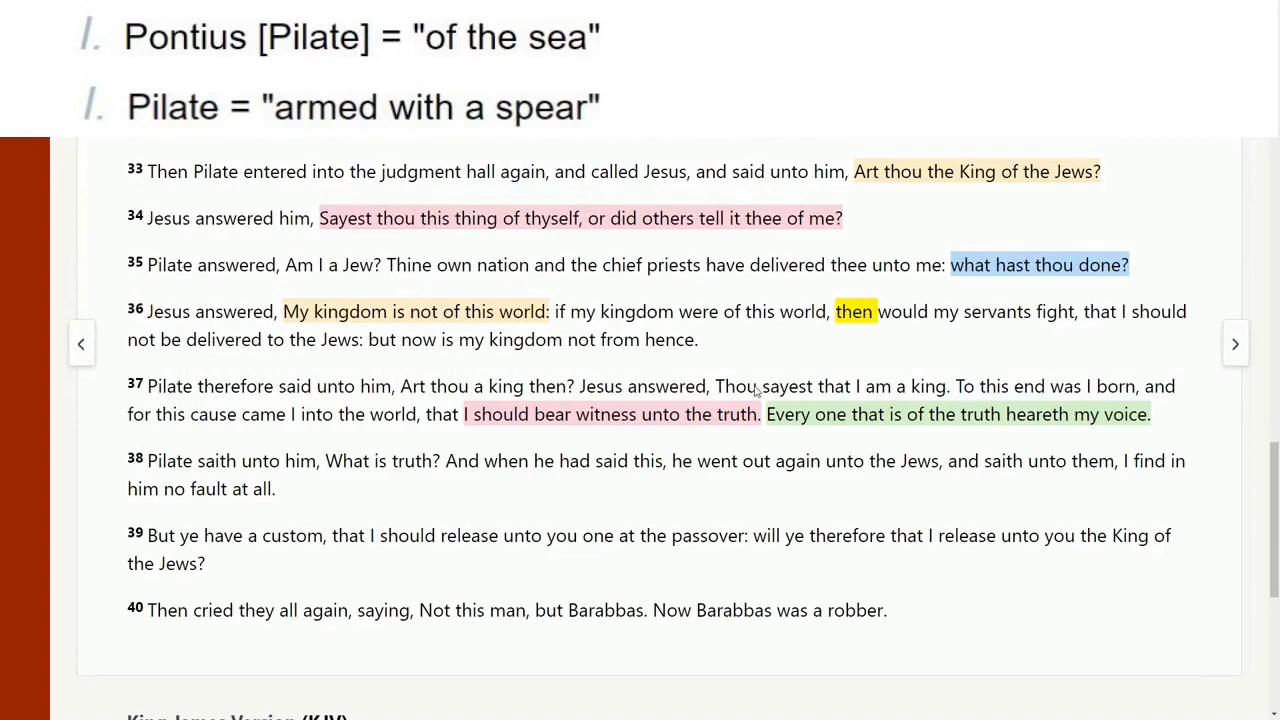 I. Pontius [Pilate] = "of the sea"
I. Pilate = "armed with a spear"
33 Then Pilate entered into the judgment hall again, and called Jesus, and said unto him, Art thou the King of the Jews?
34 Jesus answered him, Sayest thou this thing of thyself, or did others tell it thee of me?
35 Pilate answered, Am I a Jew? Thine own nation and the chief priests have delivered thee unto me: what hast thou done?
36 Jesus answered, My kingdom is not of this world: if my kingdom were of this world, then would my servants fight, that I should
not be delivered to the Jews: but now is my kingdom not from hence.
37 Pilate therefore said unto him, Art thou a king then? Jesus answered, Thou sayest that I am a king. To this end was I born, and
for this cause came I into the world, that I should bear witness unto the truth. Every one that is of the truth heareth my voice.
38 Pilate saith unto him, What is truth? And when he had said this, he went out again unto the Jews, and saith unto them, I find in
him no fault at all.
39 But ye have a custom, that I should release unto you one at the passover: will ye therefore that I release unto you the King of
the Jews?
40 Then cried they all again, saying, Not this man, but Barabbas. Now Barabbas was a robber.
King James Version (KJV)